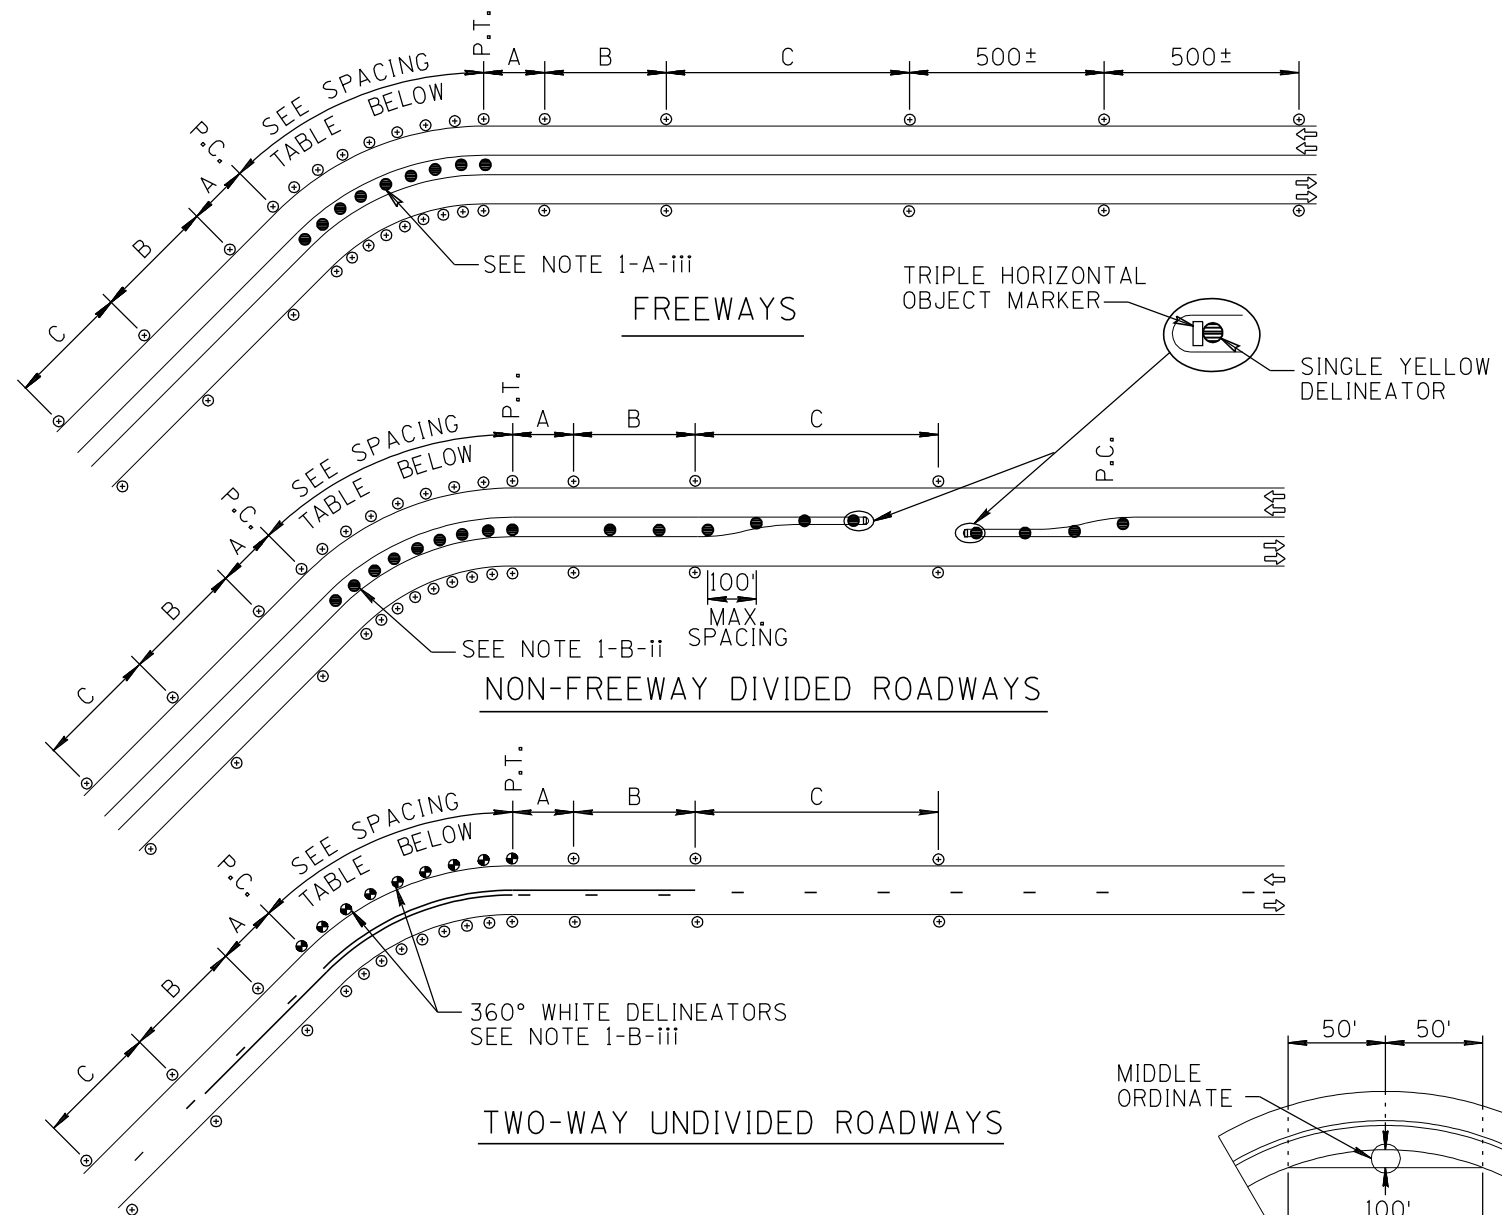 P.T.
A
B
C
500±
500±
SEE SPACING
TABLE BELOW
P.C.
A
B
C
SEE NOTE 1-A-iii
FREEWAYS
TRIPLE HORIZONTAL
OBJECT MARKER
SINGLE YELLOW
DELINEATOR
P.T.
A
B
C
P.C.
SEE SPACING
TABLE BELOW
P.C.
A
B
C
100'
MAX.
SPACING
SEE NOTE 1-B-ii
NON-FREEWAY DIVIDED ROADWAYS
P.T.
A
B
C
SEE SPACING
TABLE BELOW
P.C.
A
B
C
360° WHITE DELINEATORS
SEE NOTE 1-B-iii
TWO-WAY UNDIVIDED ROADWAYS
50'
50'
MIDDLE
ORDINATE
100'